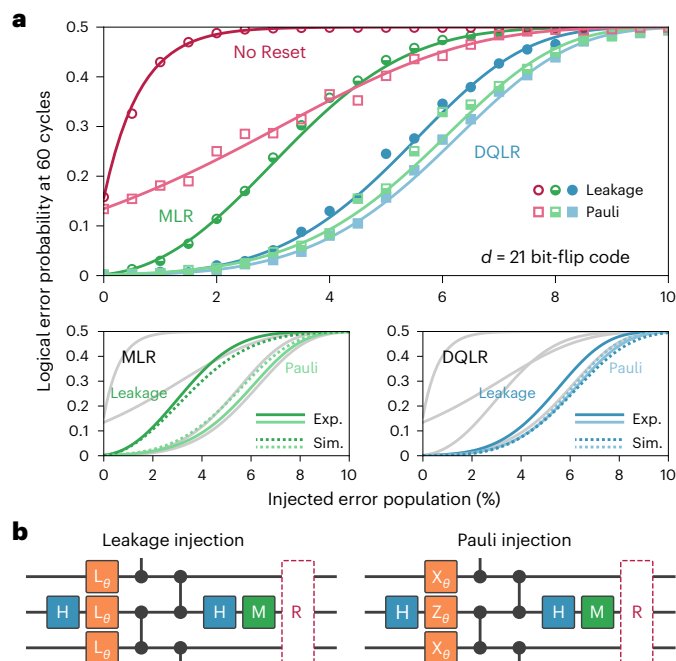 a
Logical error probability at 60 cycles
0.5
0.4
0.3
0.2
0.1
0
No Reset
MLR
DQLR
Leakage
Pauli
d = 21 bit-flip code
0 2 4 6 8 10
0.5
0.4
0.3
0.2
0.1
0
MLR
Leakage
Pauli
Exp.
Sim.
0 2 4 6 8 10
0.5
0.4
0.3
0.2
0.1
0
DQLR
Leakage
Pauli
Exp.
Sim.
0 2 4 6 8 10
Injected error population (%)
b
Leakage injection
Lθ
H Lθ H M R
Lθ
Pauli injection
Xθ
H Zθ H M R
Xθ